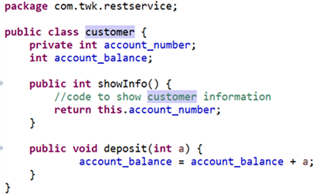 package com.twk.restservice;
public class customer {
private int account_number;
int account_balance;
public int showInfo() {
//code to show customer information
return this.account_number;
}
public void deposit(int a) {
account_balance = account_balance + a;
}
}